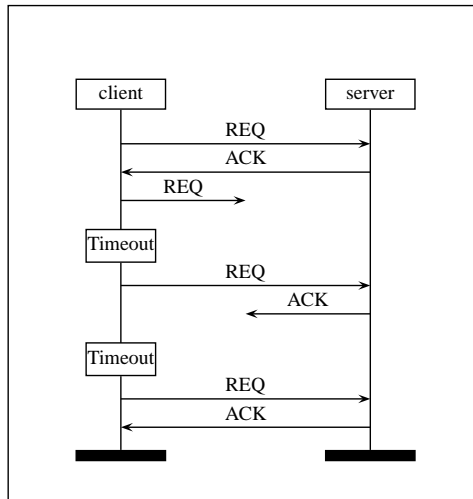 client
server
REQ
ACK
REQ
Timeout
REQ
ACK
Timeout
REQ
ACK